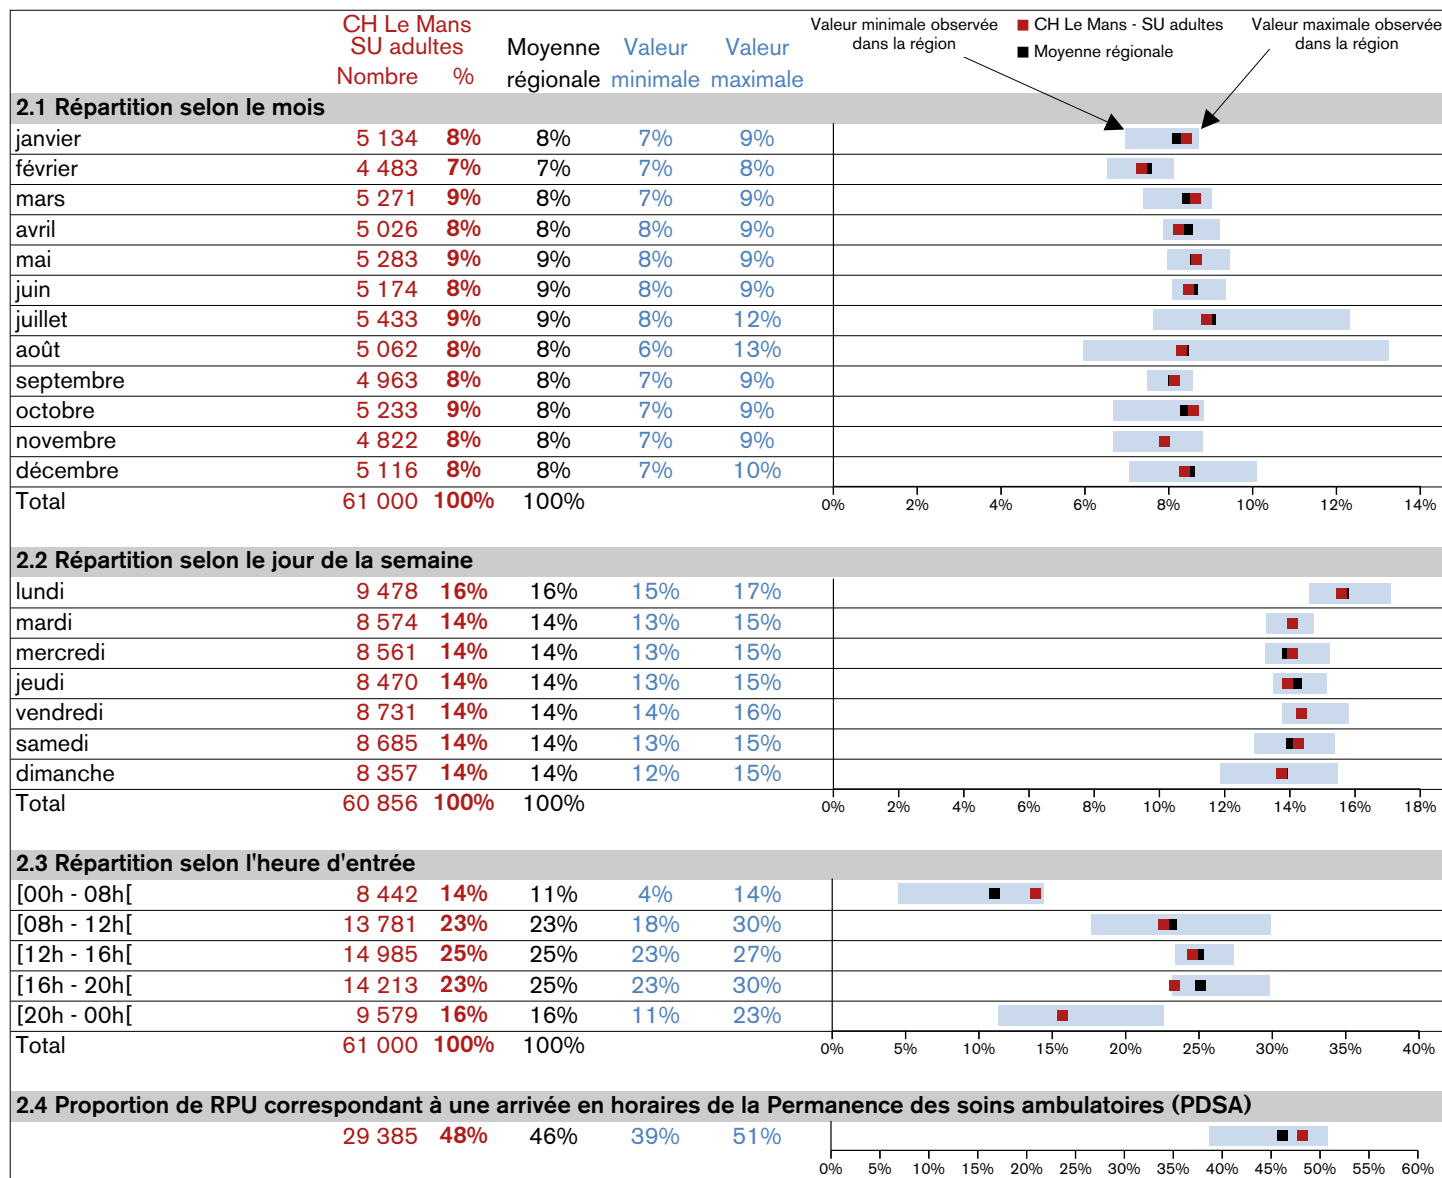 CH Le Mans
SU adultes Moyenne Valeur Valeur
Nombre % régionale minimale maximale
Valeur minimale observée
dans la région
CH Le Mans - SU adultes
Moyenne régionale
Valeur maximale observée
dans la région
2.1 Répartition selon le mois
janvier 5 134 8% 8% 7% 9%
février 4 483 7% 7% 7% 8%
mars 5 271 9% 8% 7% 9%
avril 5 026 8% 8% 8% 9%
mai 5 283 9% 9% 8% 9%
juin 5 174 8% 9% 8% 9%
juillet 5 433 9% 9% 8% 12%
août 5 062 8% 8% 6% 13%
septembre 4 963 8% 8% 7% 9%
octobre 5 233 9% 8% 7% 9%
novembre 4 822 8% 8% 7% 9%
décembre 5 116 8% 8% 7% 10%
Total 61 000 100% 100%
0% 2% 4% 6% 8% 10% 12% 14%
2.2 Répartition selon le jour de la semaine
lundi 9 478 16% 16% 15% 17%
mardi 8 574 14% 14% 13% 15%
mercredi 8 561 14% 14% 13% 15%
jeudi 8 470 14% 14% 13% 15%
vendredi 8 731 14% 14% 14% 16%
samedi 8 685 14% 14% 13% 15%
dimanche 8 357 14% 14% 12% 15%
Total 60 856 100% 100%
0% 2% 4% 6% 8% 10% 12% 14% 16% 18%
2.3 Répartition selon l'heure d'entrée
[00h - 08h[ 8 442 14% 11% 4% 14%
[08h - 12h[ 13 781 23% 23% 18% 30%
[12h - 16h[ 14 985 25% 25% 23% 27%
[16h - 20h[ 14 213 23% 25% 23% 30%
[20h - 00h[ 9 579 16% 16% 11% 23%
Total 61 000 100% 100%
0% 5% 10% 15% 20% 25% 30% 35% 40%
2.4 Proportion de RPU correspondant à une arrivée en horaires de la Permanence des soins ambulatoires (PDSA)
29 385 48% 46% 39% 51%
0% 5% 10% 15% 20% 25% 30% 35% 40% 45% 50% 55% 60%